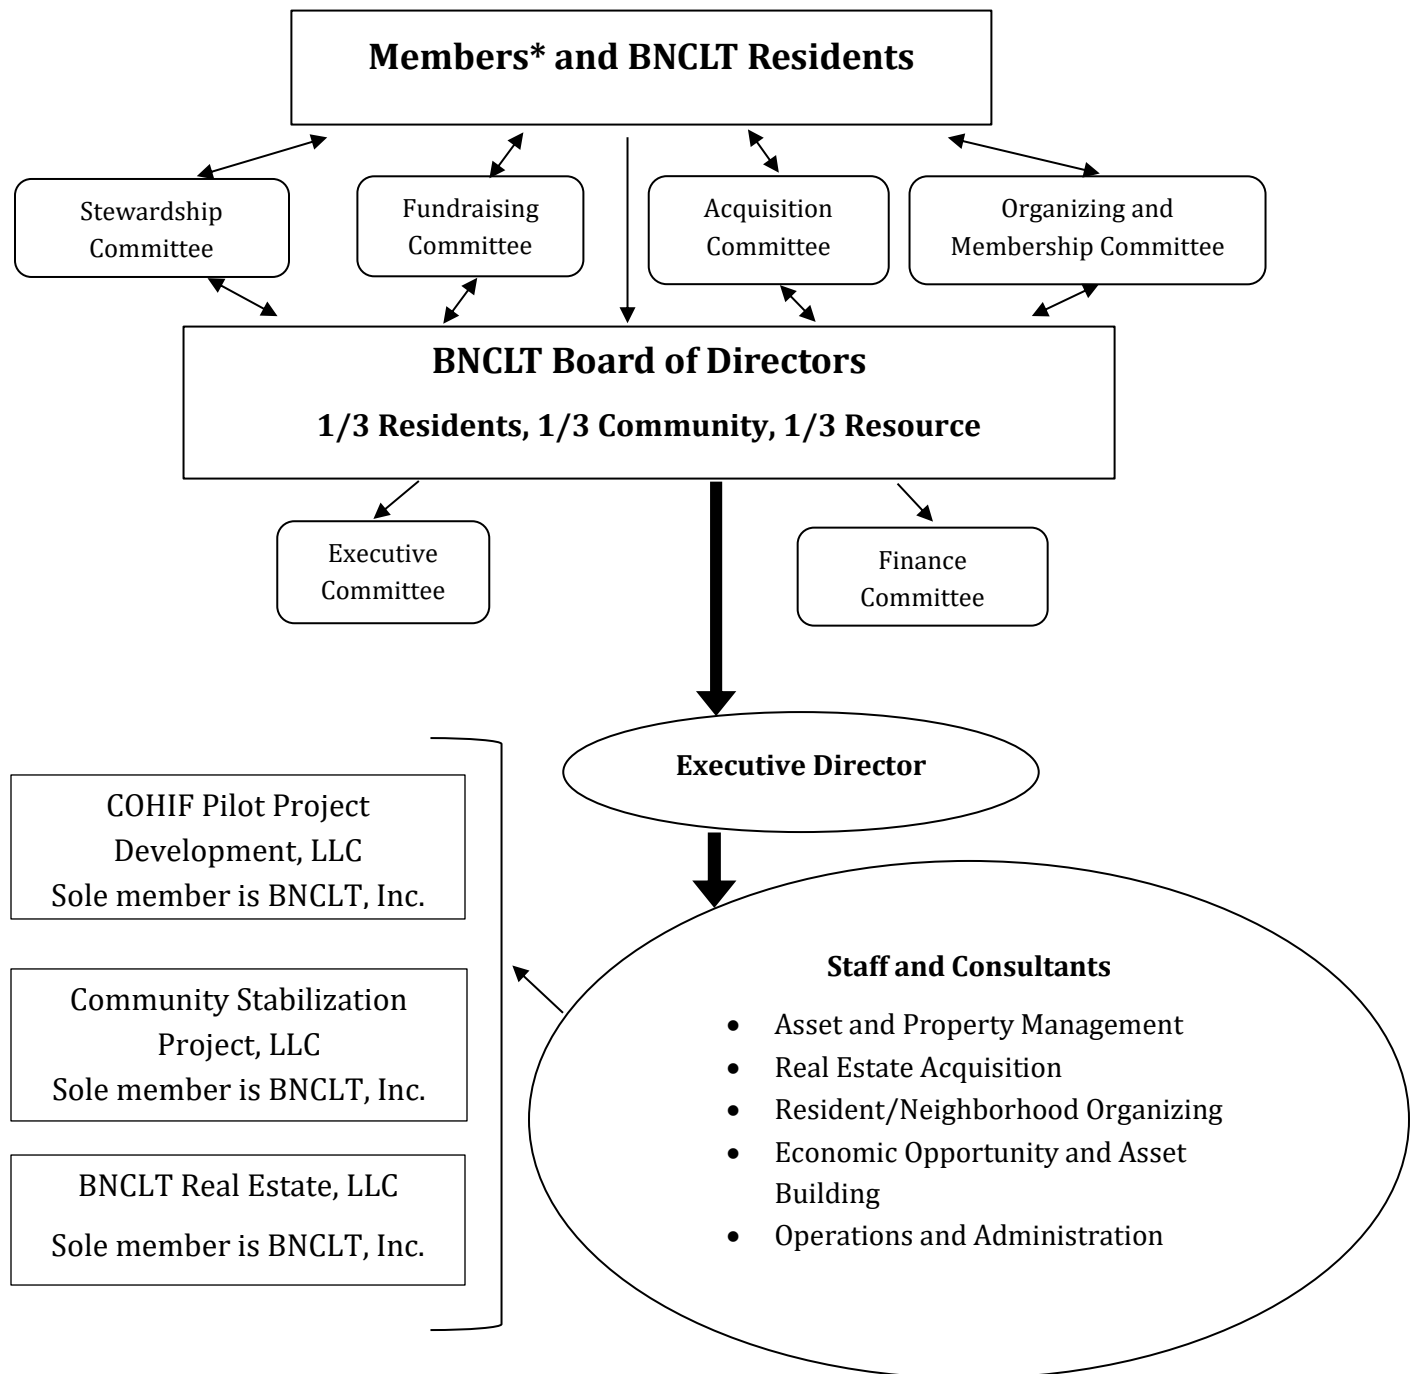 Members* and BNCLT Residents
Stewardship
Committee
Fundraising
Committee
Acquisition
Committee
Organizing and
Membership Committee
BNCLT Board of Directors
1/3 Residents, 1/3 Community, 1/3 Resource
Executive
Committee
Finance
Committee
Executive Director
COHIF Pilot Project
Development, LLC
Sole member is BNCLT, Inc.
Community Stabilization
Project, LLC
Sole member is BNCLT, Inc.
BNCLT Real Estate, LLC
Sole member is BNCLT, Inc.
Staff and Consultants
• Asset and Property Management
• Real Estate Acquisition
• Resident/Neighborhood Organizing
• Economic Opportunity and Asset
Building
• Operations and Administration